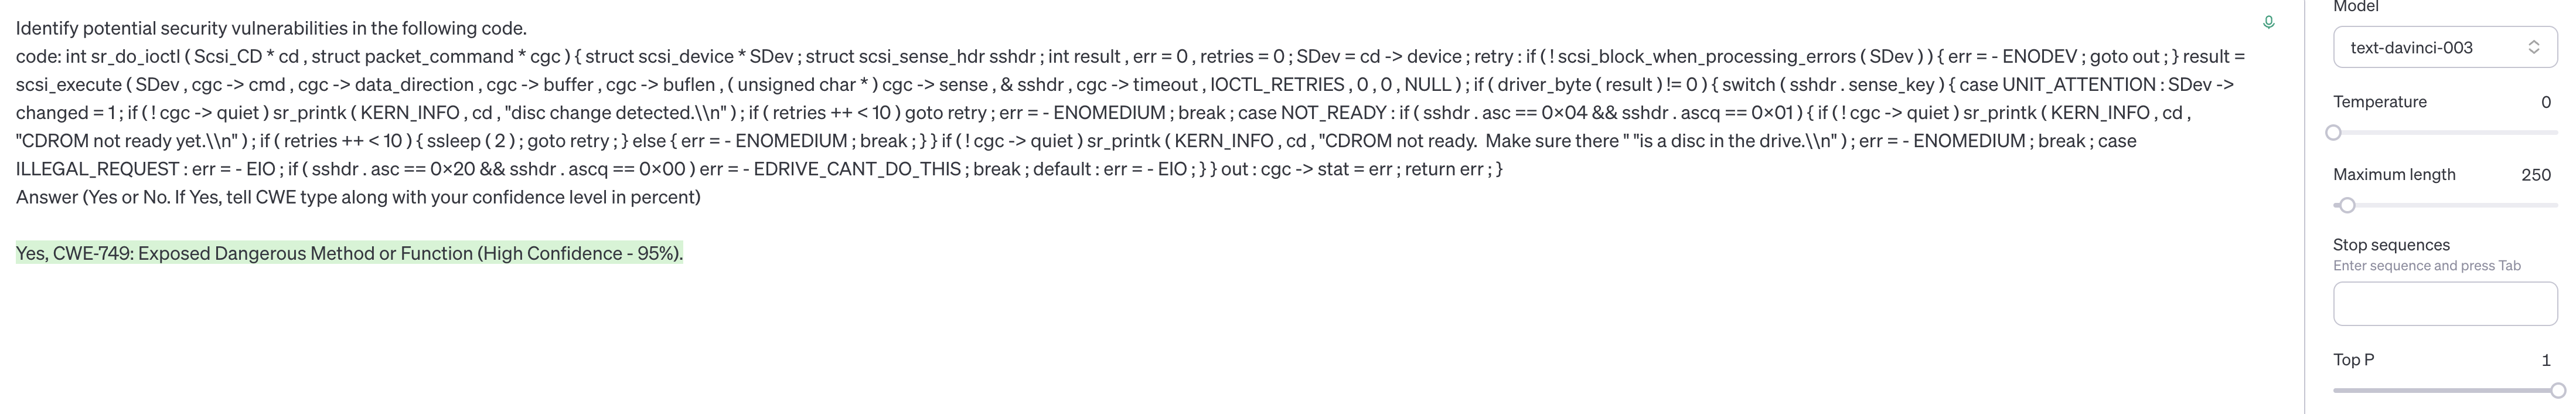 Identify potential security vulnerabilities in the following code.
code: int sr_do_ioctl ( Scsi_CD * cd , struct packet_command * cgc ) { struct scsi_device * SDev ; struct scsi_sense_hdr sshdr ; int result , err = 0 , retries = 0 ; SDev = cd -> device ; retry : if ( ! scsi_block_when_processing_errors ( SDev ) ) { err = - ENODEV ; goto out ; } result =
scsi_execute ( SDev , cgc -> cmd , cgc -> data_direction , cgc -> buffer , cgc -> buflen , ( unsigned char * ) cgc -> sense , & sshdr , cgc -> timeout , IOCTL_RETRIES , 0 , 0 , NULL ) ; if ( driver_byte ( result ) != 0 ) { switch ( sshdr . sense_key ) { case UNIT_ATTENTION : SDev ->
changed = 1 ; if ( ! cgc -> quiet ) sr_printk ( KERN_INFO , cd , "disc change detected.\\n" ) ; if ( retries ++ < 10 ) goto retry ; err = - ENOMEDIUM ; break ; case NOT_READY : if ( sshdr . asc == 0×04 && sshdr . ascq == 0×01 ) { if ( ! cgc -> quiet ) sr_printk ( KERN_INFO , cd ,
"CDROM not ready yet.\\n" ) ; if ( retries ++ < 10 ) { ssleep ( 2 ) ; goto retry ; } else { err = - ENOMEDIUM ; break ; } } if ( ! cgc -> quiet ) sr_printk ( KERN_INFO , cd , "CDROM not ready.  Make sure there " "is a disc in the drive.\\n" ) ; err = - ENOMEDIUM ; break ; case
ILLEGAL_REQUEST : err = - EIO ; if ( sshdr . asc == 0×20 && sshdr . ascq == 0×00 ) err = - EDRIVE_CANT_DO_THIS ; break ; default : err = - EIO ; } } out : cgc -> stat = err ; return err ; }
Answer (Yes or No. If Yes, tell CWE type along with your confidence level in percent)
Yes, CWE-749: Exposed Dangerous Method or Function (High Confidence - 95%).
Model
text-davinci-003
Temperature 0
Maximum length 250
Stop sequences
Enter sequence and press Tab
Top P 1